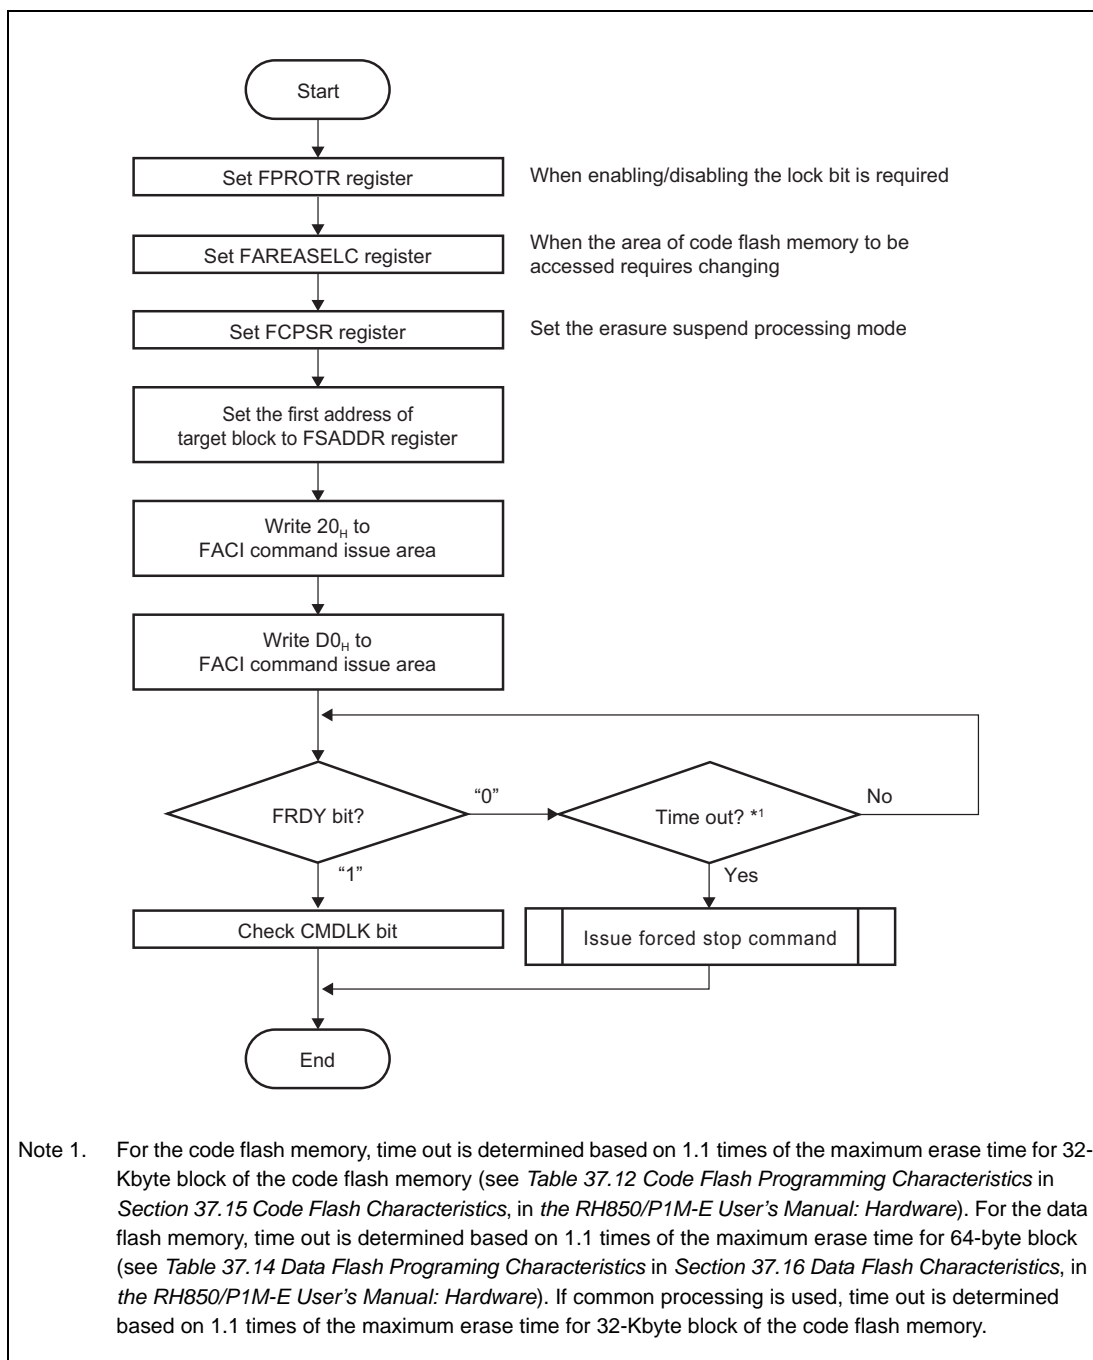 Start
Set FPROTR register
When enabling/disabling the lock bit is required
Set FAREASELC register
When the area of code flash memory to be
accessed requires changing
Set FCPSR register
Set the erasure suspend processing mode
Set the first address of
target block to FSADDR register
Write 20H to
FACI command issue area
Write D0H to
FACI command issue area
FRDY bit?
“0”
Time out? *1
No
“1”
Yes
Check CMDLK bit
Issue forced stop command
End
Note 1. For the code flash memory, time out is determined based on 1.1 times of the maximum erase time for 32-
Kbyte block of the code flash memory (see Table 37.12 Code Flash Programming Characteristics in
Section 37.15 Code Flash Characteristics, in the RH850/P1M-E User's Manual: Hardware). For the data
flash memory, time out is determined based on 1.1 times of the maximum erase time for 64-byte block
(see Table 37.14 Data Flash Programing Characteristics in Section 37.16 Data Flash Characteristics, in
the RH850/P1M-E User's Manual: Hardware). If common processing is used, time out is determined
based on 1.1 times of the maximum erase time for 32-Kbyte block of the code flash memory.